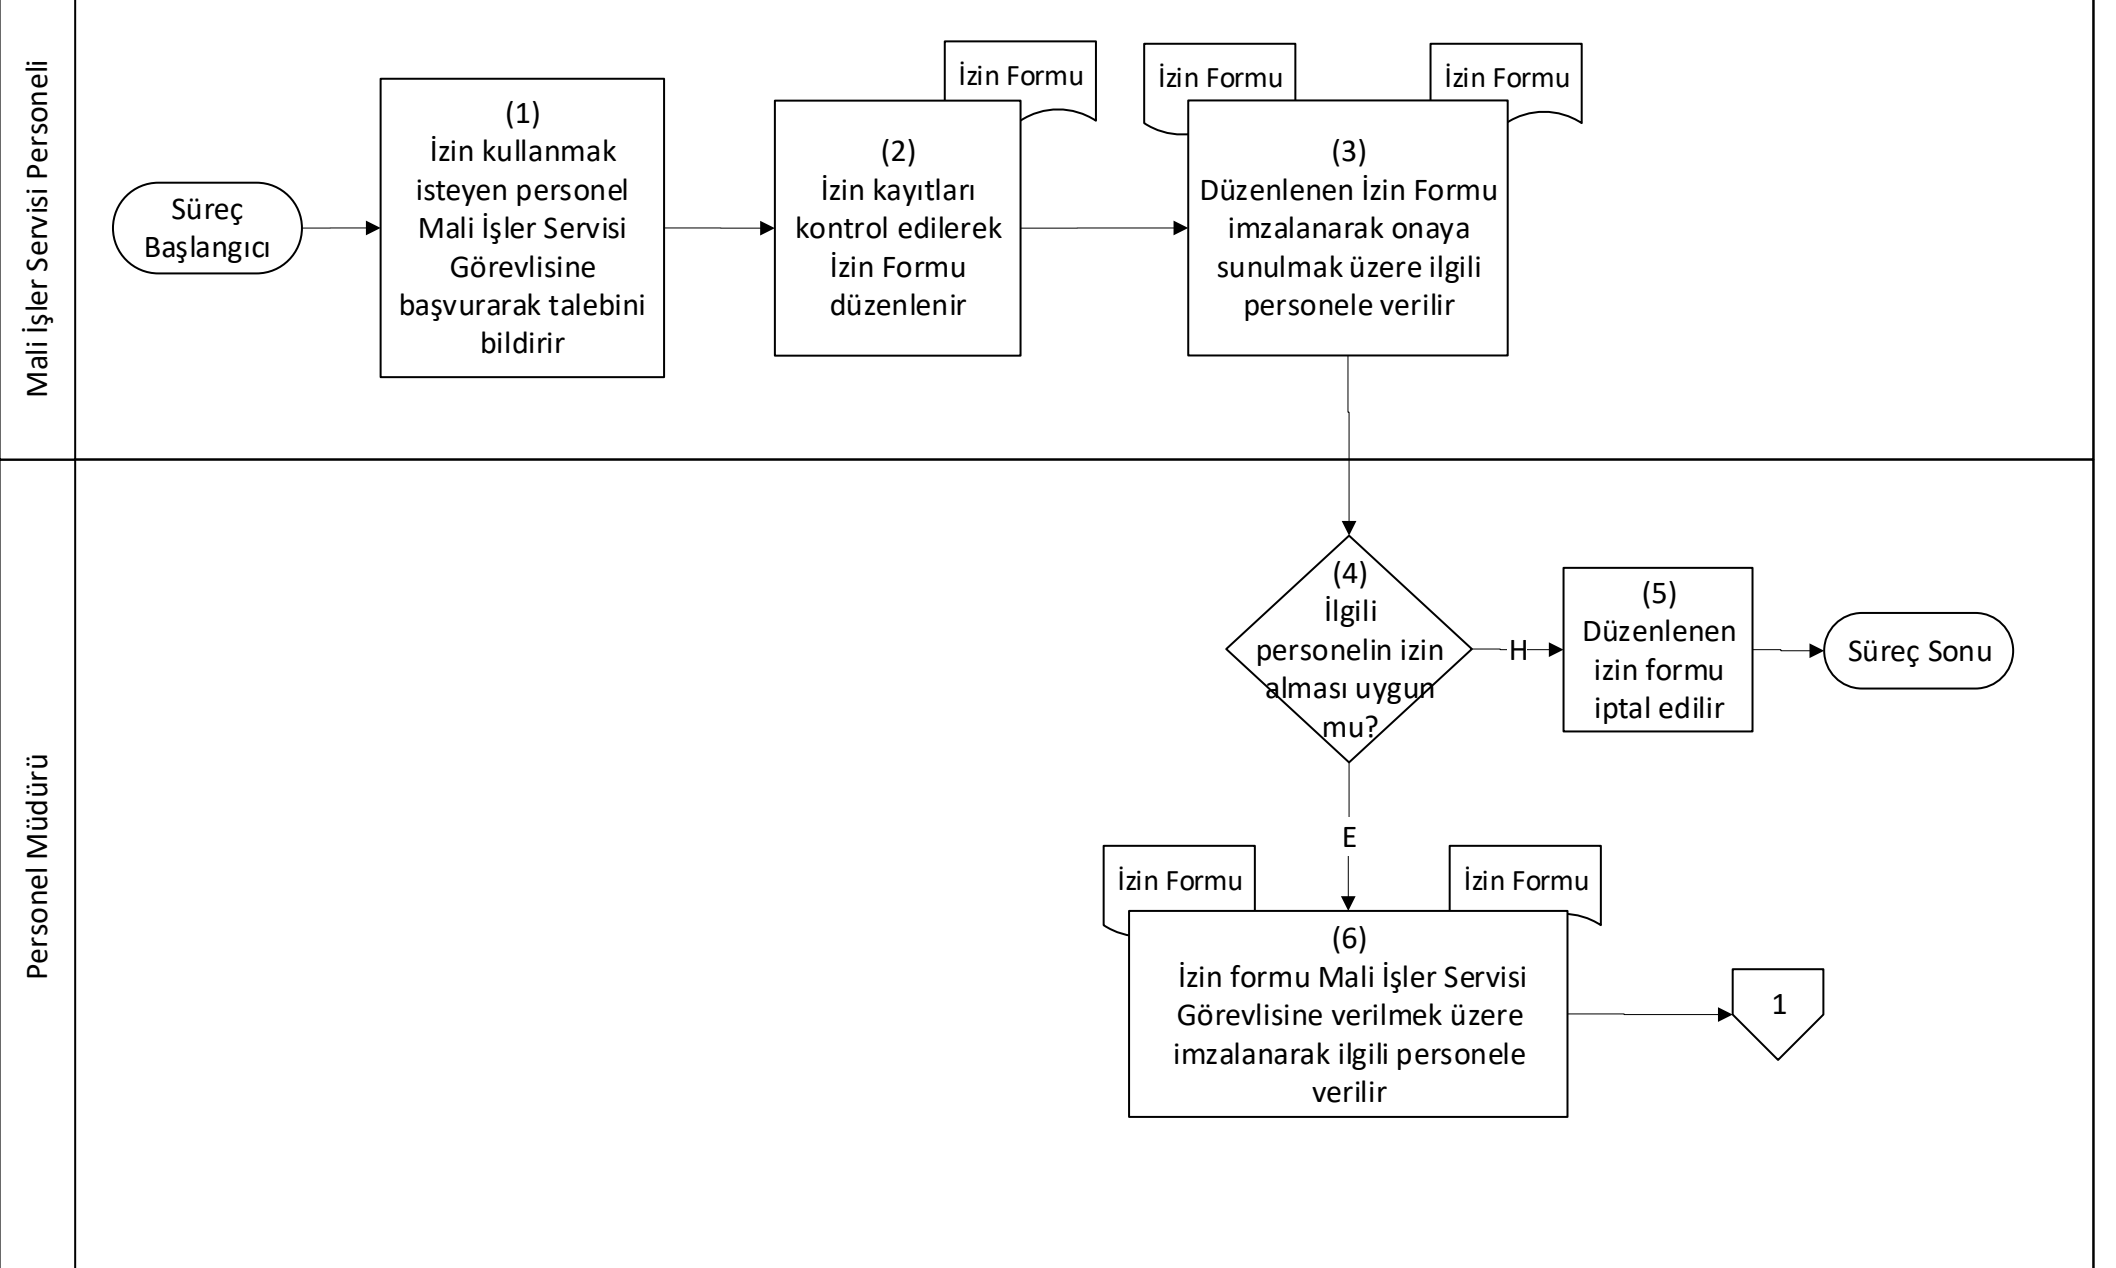 Mali İşler Servisi Personeli
Süreç
Başlangıcı
(1)
İzin kullanmak
isteyen personel
Mali İşler Servisi
Görevlisine
başvurarak talebini
bildirir
İzin Formu
(2)
İzin kayıtları
kontrol edilerek
İzin Formu
düzenlenir
İzin Formu
İzin Formu
(3)
Düzenlenen İzin Formu
imzalanarak onaya
sunulmak üzere ilgili
personele verilir
Personel Müdürü
(4)
İlgili
personelin izin
alması uygun
mu?
H
(5)
Düzenlenen
izin formu
iptal edilir
Süreç Sonu
E
İzin Formu
İzin Formu
(6)
İzin formu Mali İşler Servisi
Görevlisine verilmek üzere
imzalanarak ilgili personele
verilir
1